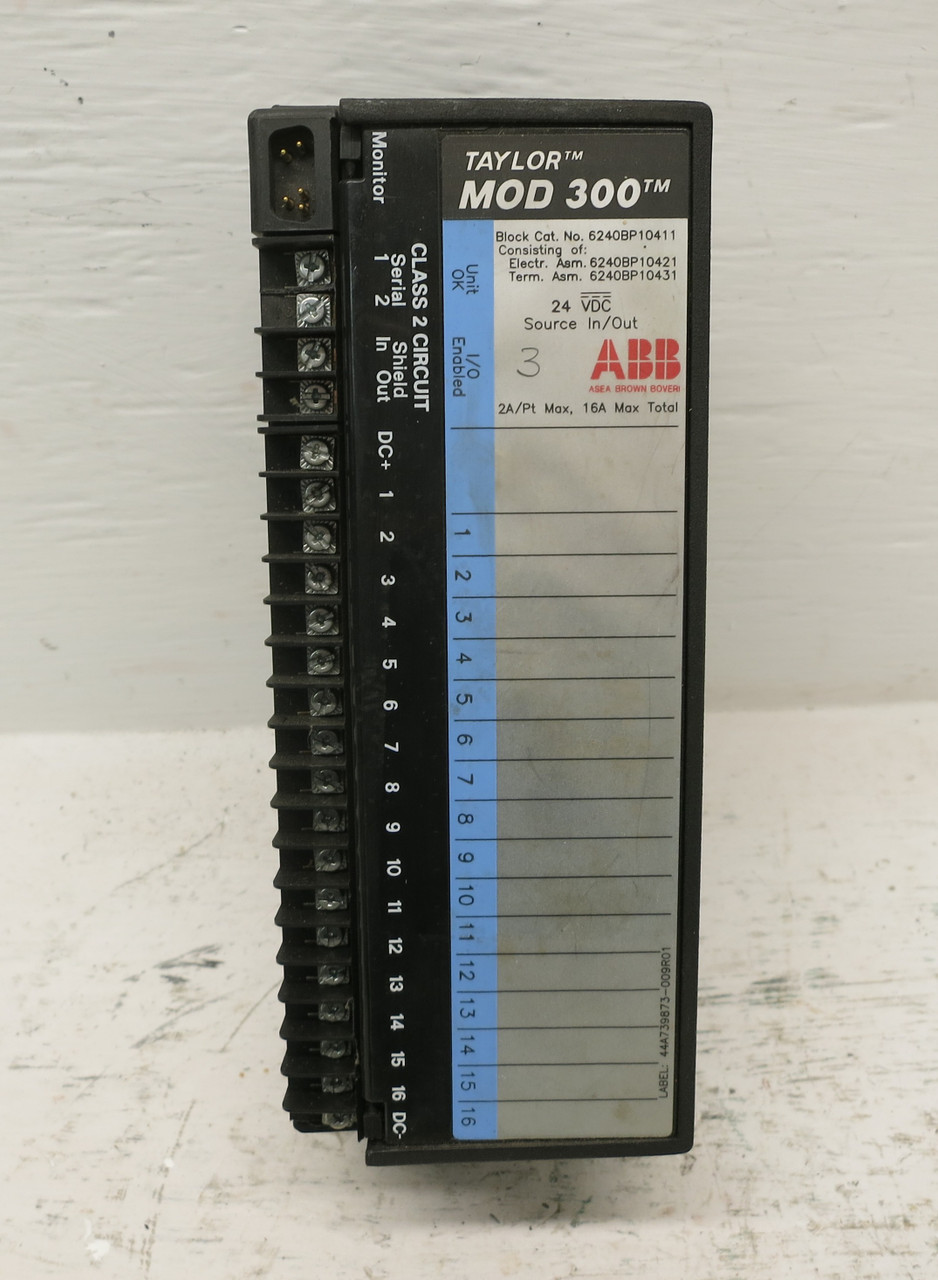 Monitor
CLASS 2 CIRCUIT
Serial
1 2
Shield
In Out
DC+
1
2
3
4
5
6
7
8
9
10
11
12
13
14
15
16
DC-
TAYLOR™
MOD 300™
Block Cat. No. 6240BP10411
Consisting of:
Electr. Asm. 6240BP10421
Term. Asm. 6240BP10431
24 VDC
Source In/Out
3
ABB
ASEA BROWN BOVERI
2A/Pt Max, 16A Max Total
Unit
OK
I/O
Enabled
1
2
3
4
5
6
7
8
9
10
11
12
13
14
15
16
LABEL: 44A739873-009R01